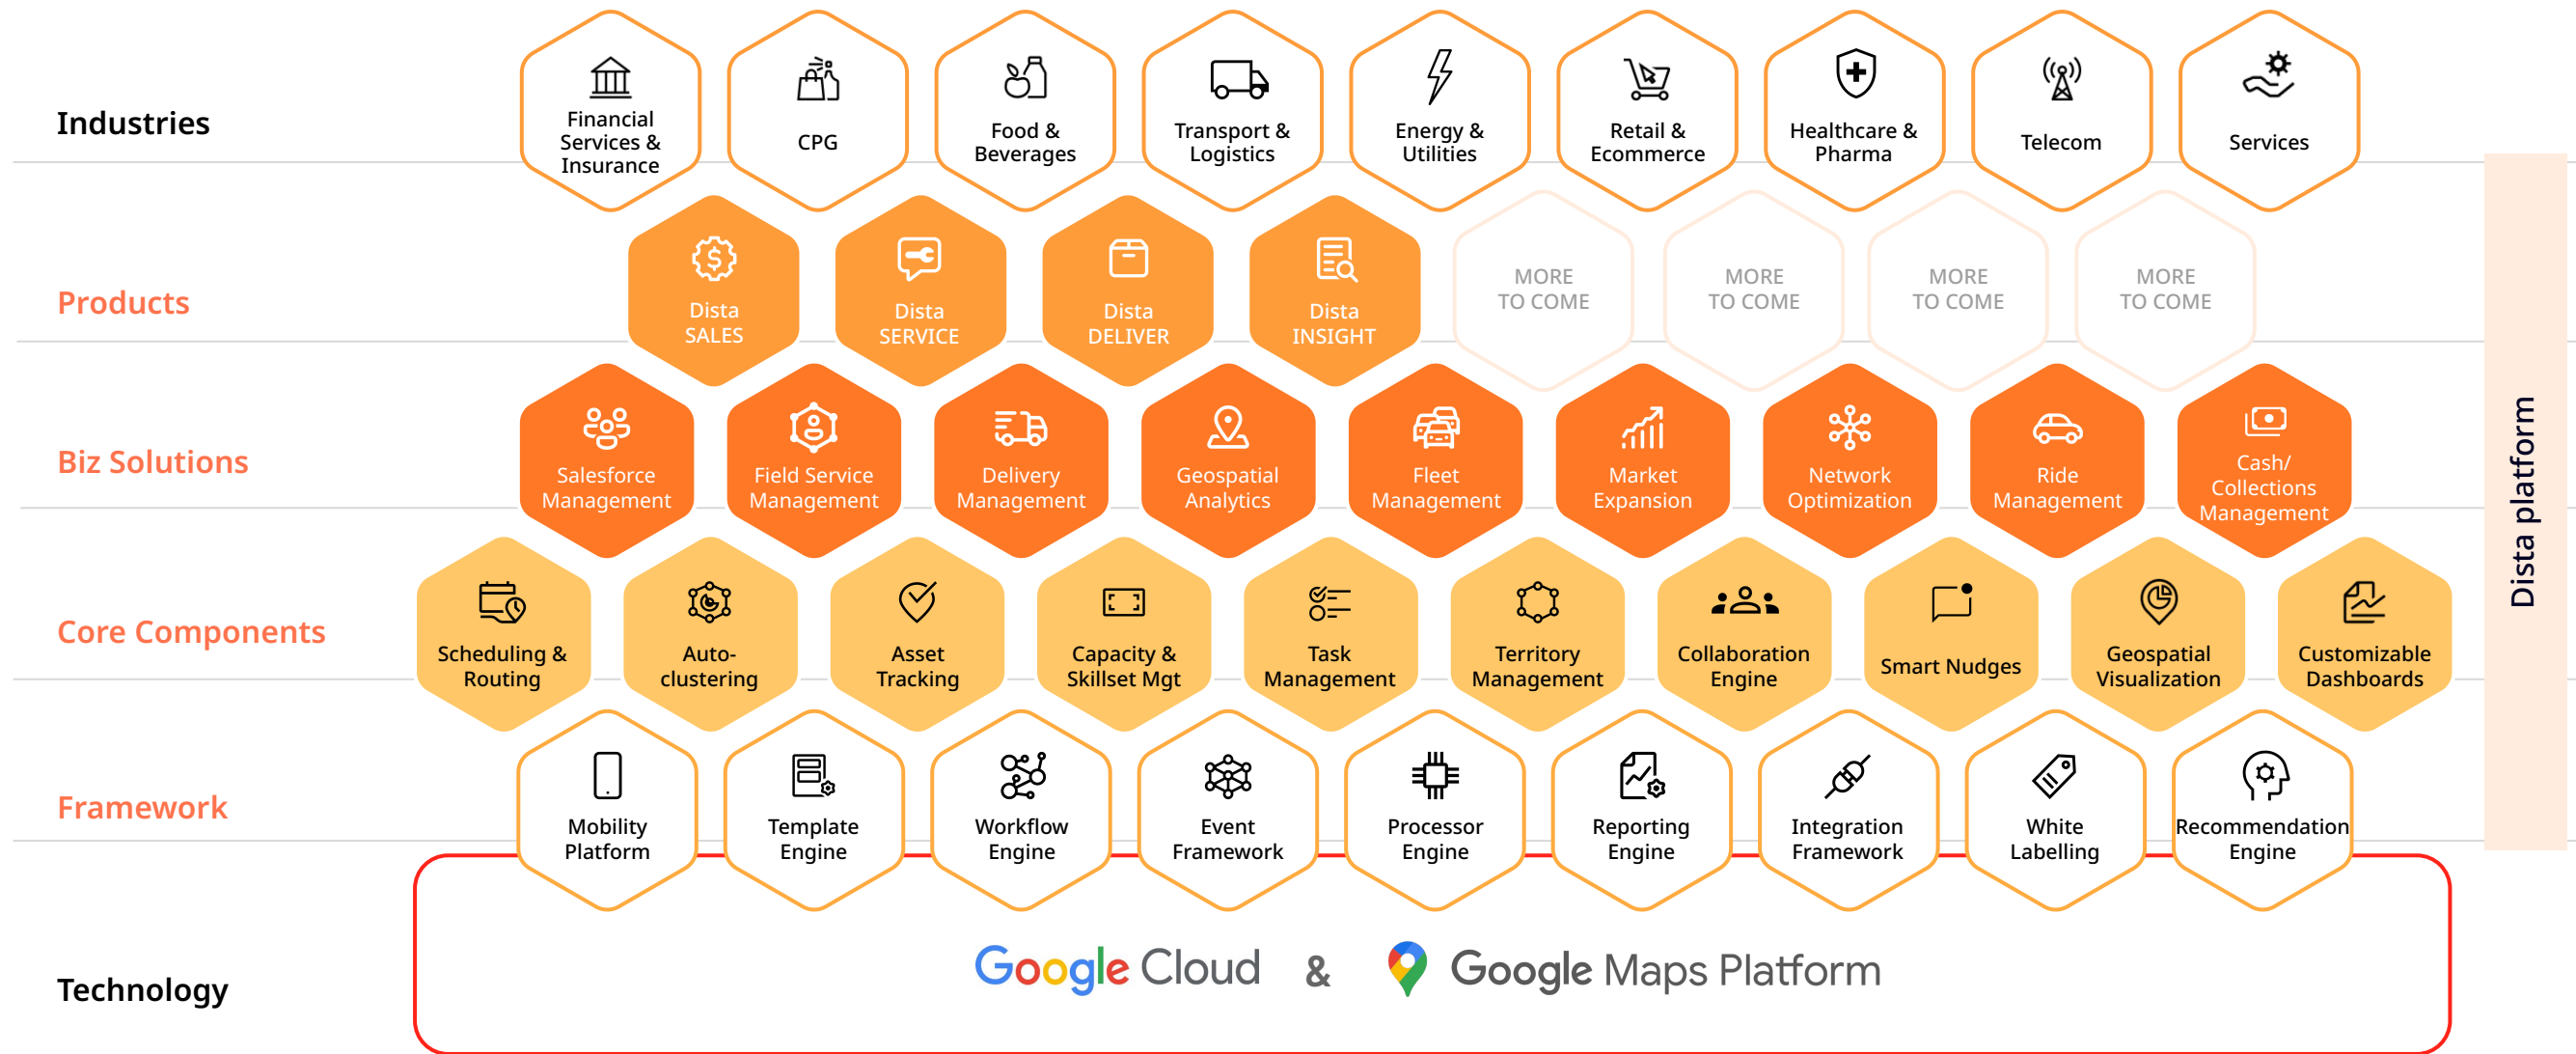 Industries
Financial
Services &
Insurance
CPG
Food &
Beverages
Transport &
Logistics
Energy &
Utilities
Retail &
Ecommerce
Healthcare &
Pharma
Telecom
Services
Products
Dista
SALES
Dista
SERVICE
Dista
DELIVER
Dista
INSIGHT
MORE
TO COME
MORE
TO COME
MORE
TO COME
MORE
TO COME
Biz Solutions
Salesforce
Management
Field Service
Management
Delivery
Management
Geospatial
Analytics
Fleet
Management
Market
Expansion
Network
Optimization
Ride
Management
Cash/
Collections
Management
Core Components
Scheduling &
Routing
Auto-
clustering
Asset
Tracking
Capacity &
Skillset Mgt
Task
Management
Territory
Management
Collaboration
Engine
Smart Nudges
Geospatial
Visualization
Customizable
Dashboards
Framework
Mobility
Platform
Template
Engine
Workflow
Engine
Event
Framework
Processor
Engine
Reporting
Engine
Integration
Framework
White
Labelling
Recommendation
Engine
Dista platform
Technology
Google Cloud & Google Maps Platform